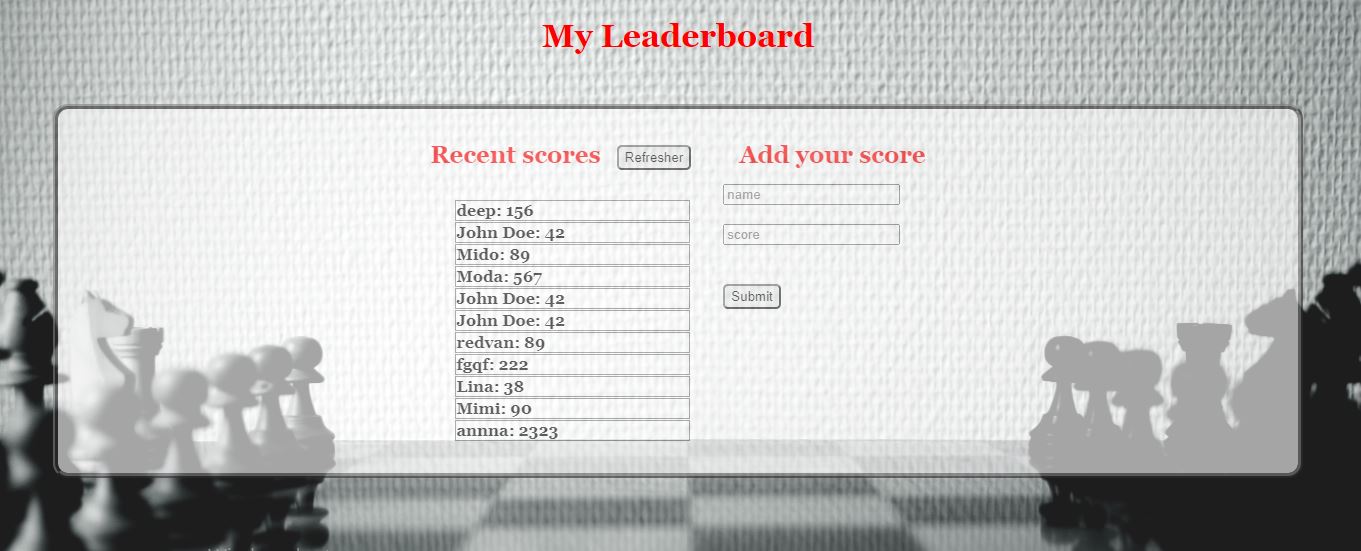 My Leaderboard
Recent scores
Refresher
deep: 156
John Doe: 42
Mido: 89
Moda: 567
John Doe: 42
John Doe: 42
redvan: 89
fgqf: 222
Lina: 38
Mimi: 90
annna: 2323
Add your score
name
score
Submit